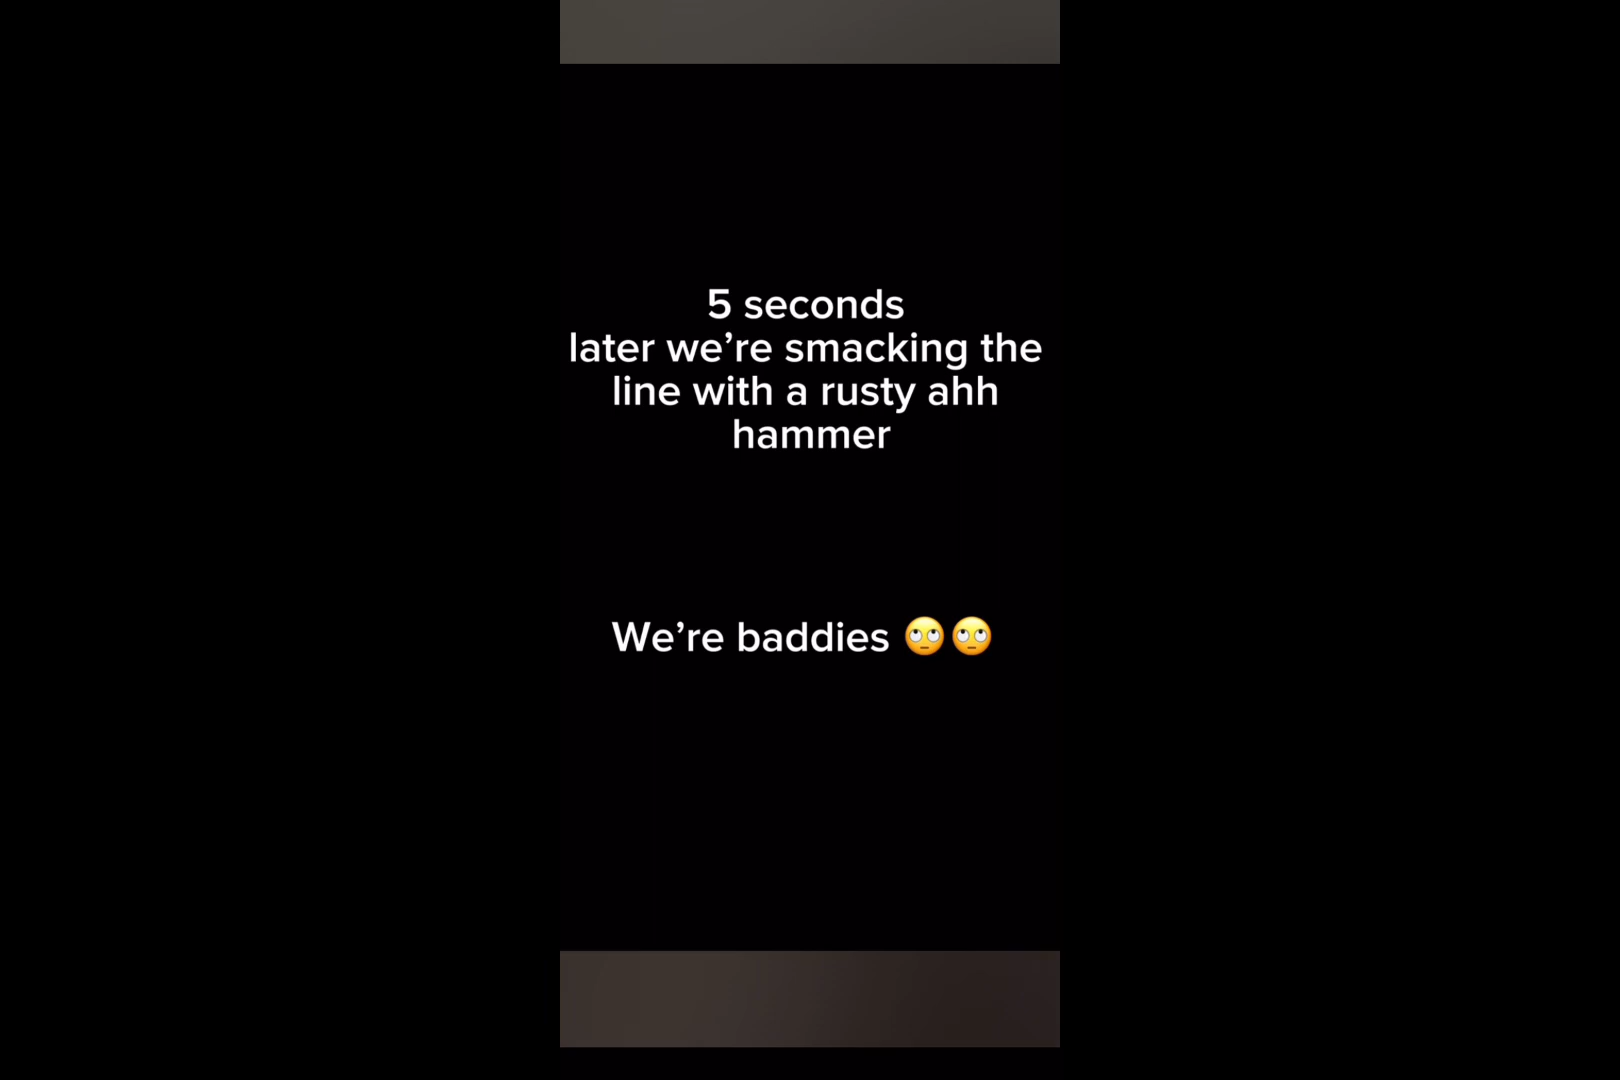 5 seconds
later we’re smacking the
line with a rusty ahh
hammer
We’re baddies 🙄🙄